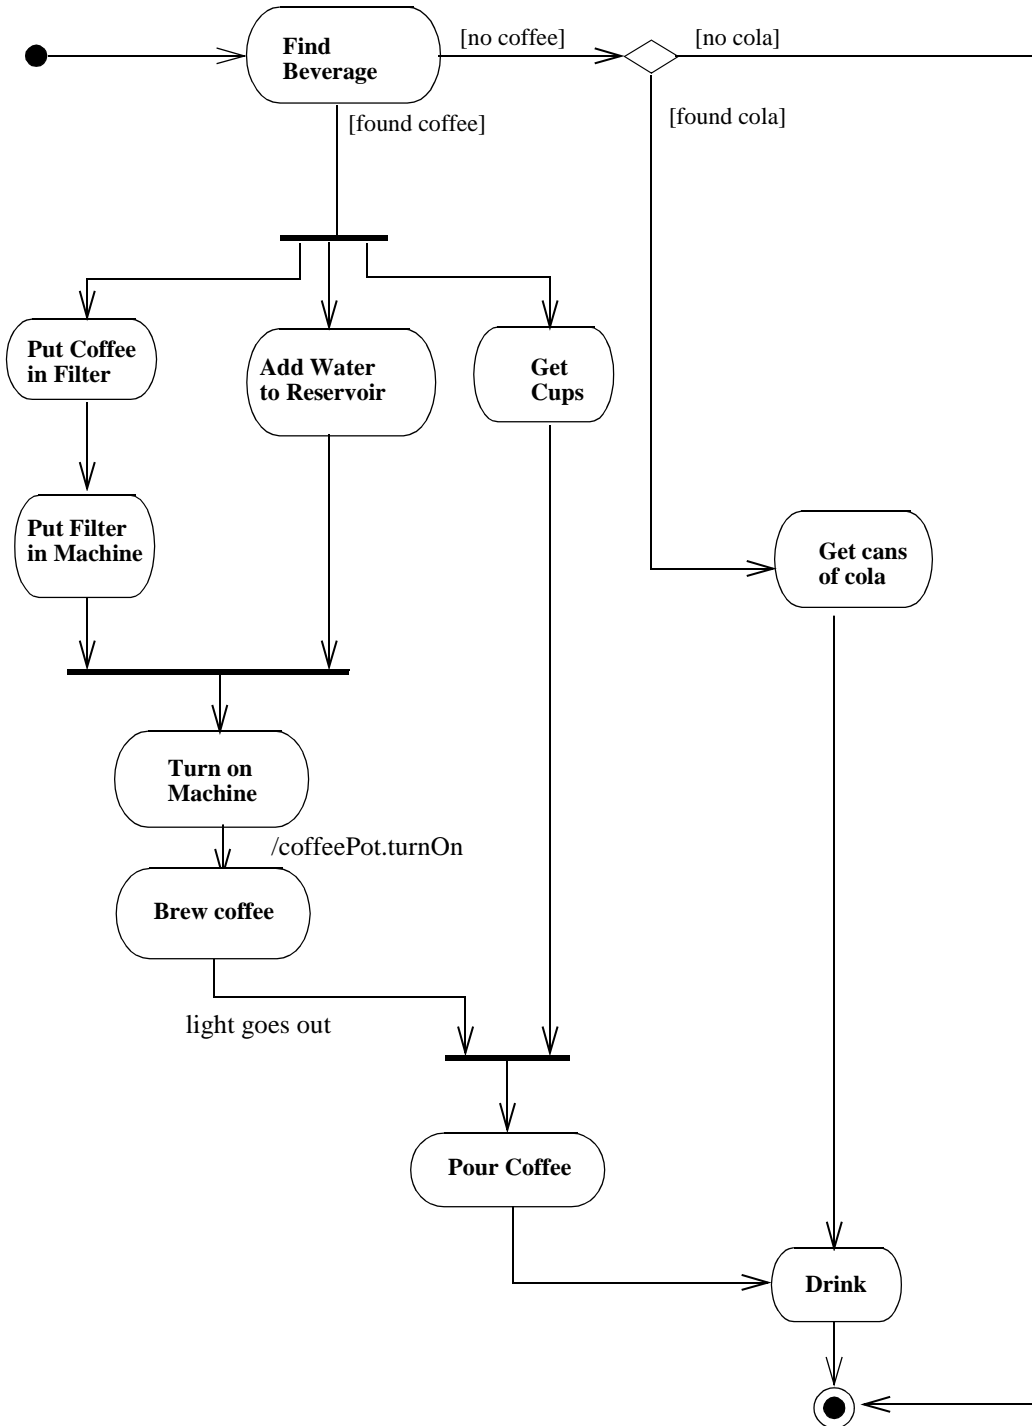 Find
Beverage
[no coffee]
[no cola]
[found coffee]
[found cola]
Put Coffee
in Filter
Add Water
to Reservoir
Get
Cups
Put Filter
in Machine
Get cans
of cola
Turn on
Machine
/coffeePot.turnOn
Brew coffee
light goes out
Pour Coffee
Drink